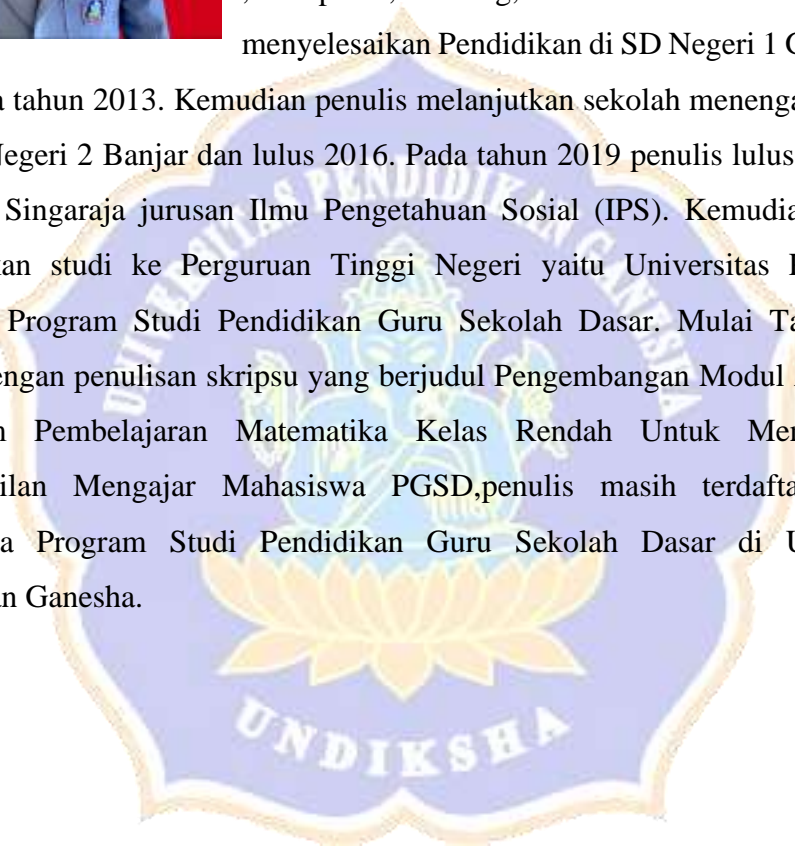 menyelesaikan Pendidikan di SD Negeri 1
tahun 2013. Kemudian penulis melanjutkan sekolah
Negeri 2 Banjar dan lulus 2016. Pada tahun 2019 penulis lulus
Singaraja jurusan Ilmu Pengetahuan Sosial (IPS).
studi ke Perguruan Tinggi Negeri yaitu Universitas
Program Studi Pendidikan Guru Sekolah Dasar. Mulai
penulisan skripsu yang berjudul Pengembangan Modul
Pembelajaran Matematika Kelas Rendah Untuk
Mengajar Mahasiswa PGSD,penulis masih
Program Studi Pendidikan Guru Sekolah Dasar di
Ganesha.
UNIVERSITAS PENDIDIKAN GANESHA
UNDIKSHA